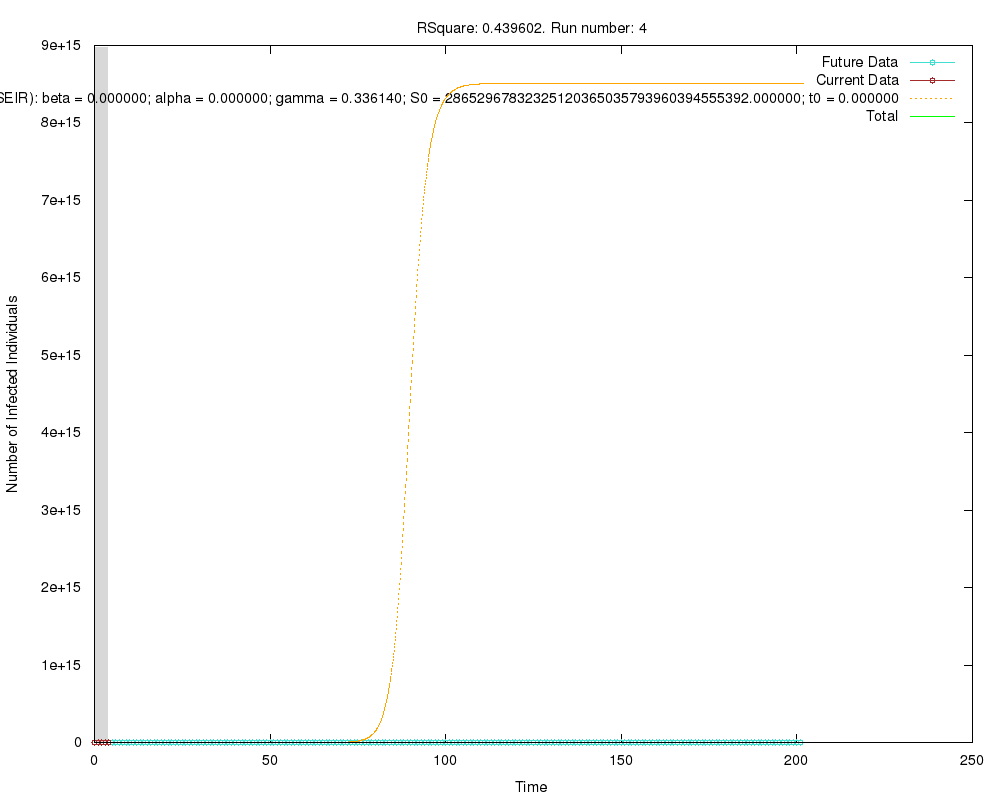 RSquare: 0.439602. Run number: 4
9e+15
Future Data
Current Data
SEIR): beta = 0.000000; alpha = 0.000000; gamma = 0.336140; S0 = 28652967832325120365035793960394555392.000000; t0 = 0.000000
Total
8e+15
7e+15
6e+15
5e+15
4e+15
3e+15
2e+15
1e+15
0
Number of Infected Individuals
0 50 100 150 200 250
Time